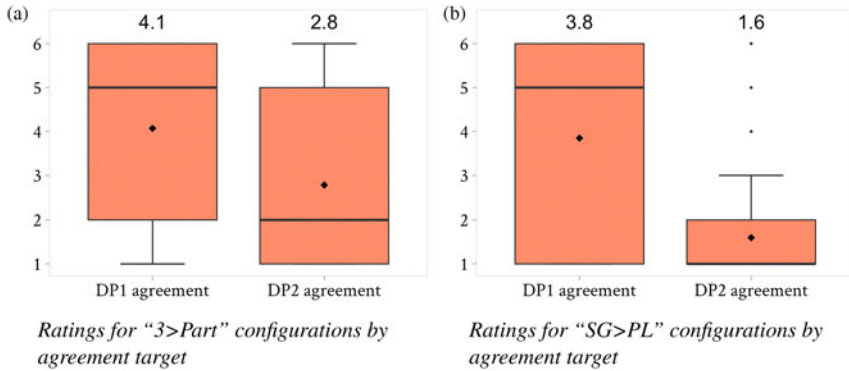 (a)
4.1 2.8
6
5
4
3
2
1
DP1 agreement DP2 agreement
Ratings for “3>Part” configurations by
agreement target
(b)
3.8 1.6
6
5
4
3
2
1
DP1 agreement DP2 agreement
Ratings for “SG>PL” configurations by
agreement target